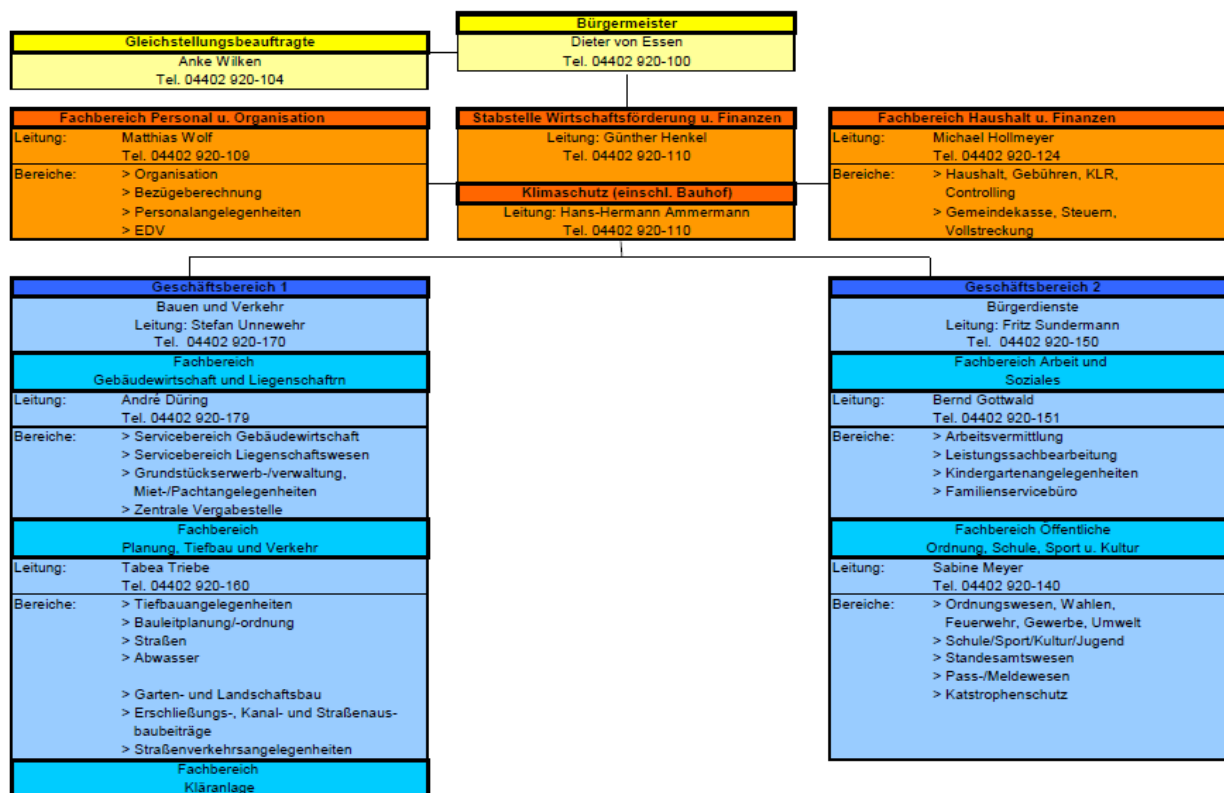 Bürgermeister
Dieter von Essen
Tel. 04402 920-100
Gleichstellungsbeauftragte
Anke Wilken
Tel. 04402 920-104
Fachbereich Personal u. Organisation
Leitung: Matthias Wolf
Tel. 04402 920-109
Bereiche: > Organisation
> Bezügeberechnung
> Personalangelegenheiten
> EDV
Stabstelle Wirtschaftsförderung u. Finanzen
Leitung: Günther Henkel
Tel. 04402 920-110
Klimaschutz (einschl. Bauhof)
Leitung: Hans-Hermann Ammermann
Tel. 04402 920-110
Fachbereich Haushalt u. Finanzen
Leitung: Michael Hollmeyer
Tel. 04402 920-124
Bereiche: > Haushalt, Gebühren, KLR,
Controlling
> Gemeindekasse, Steuern,
Vollstreckung
Geschäftsbereich 1
Bauen und Verkehr
Leitung: Stefan Unnewehr
Tel. 04402 920-170
Fachbereich
Gebäudewirtschaft und Liegenschaftrn
Leitung: André Düring
Tel. 04402 920-179
Bereiche: > Servicebereich Gebäudewirtschaft
> Servicebereich Liegenschaftswesen
> Grundstückserwerb-/verwaltung,
Miet-/Pachtangelegenheiten
> Zentrale Vergabestelle
Fachbereich
Planung, Tiefbau und Verkehr
Leitung: Tabea Triebe
Tel. 04402 920-160
Bereiche: > Tiefbauangelegenheiten
> Bauleitplanung/-ordnung
> Straßen
> Abwasser
> Garten- und Landschaftsbau
> Erschließungs-, Kanal- und Straßenaus-
baubeiträge
> Straßenverkehrsangelegenheiten
Fachbereich
Kläranlage
Geschäftsbereich 2
Bürgerdienste
Leitung: Fritz Sundermann
Tel. 04402 920-150
Fachbereich Arbeit und
Soziales
Leitung: Bernd Gottwald
Tel. 04402 920-151
Bereiche: > Arbeitsvermittlung
> Leistungssachbearbeitung
> Kindergartenangelegenheiten
> Familienservicebüro
Fachbereich Öffentliche
Ordnung, Schule, Sport u. Kultur
Leitung: Sabine Meyer
Tel. 04402 920-140
Bereiche: > Ordnungswesen, Wahlen,
Feuerwehr, Gewerbe, Umwelt
> Schule/Sport/Kultur/Jugend
> Standesamtswesen
> Pass-/Meldewesen
> Katstrophenschutz